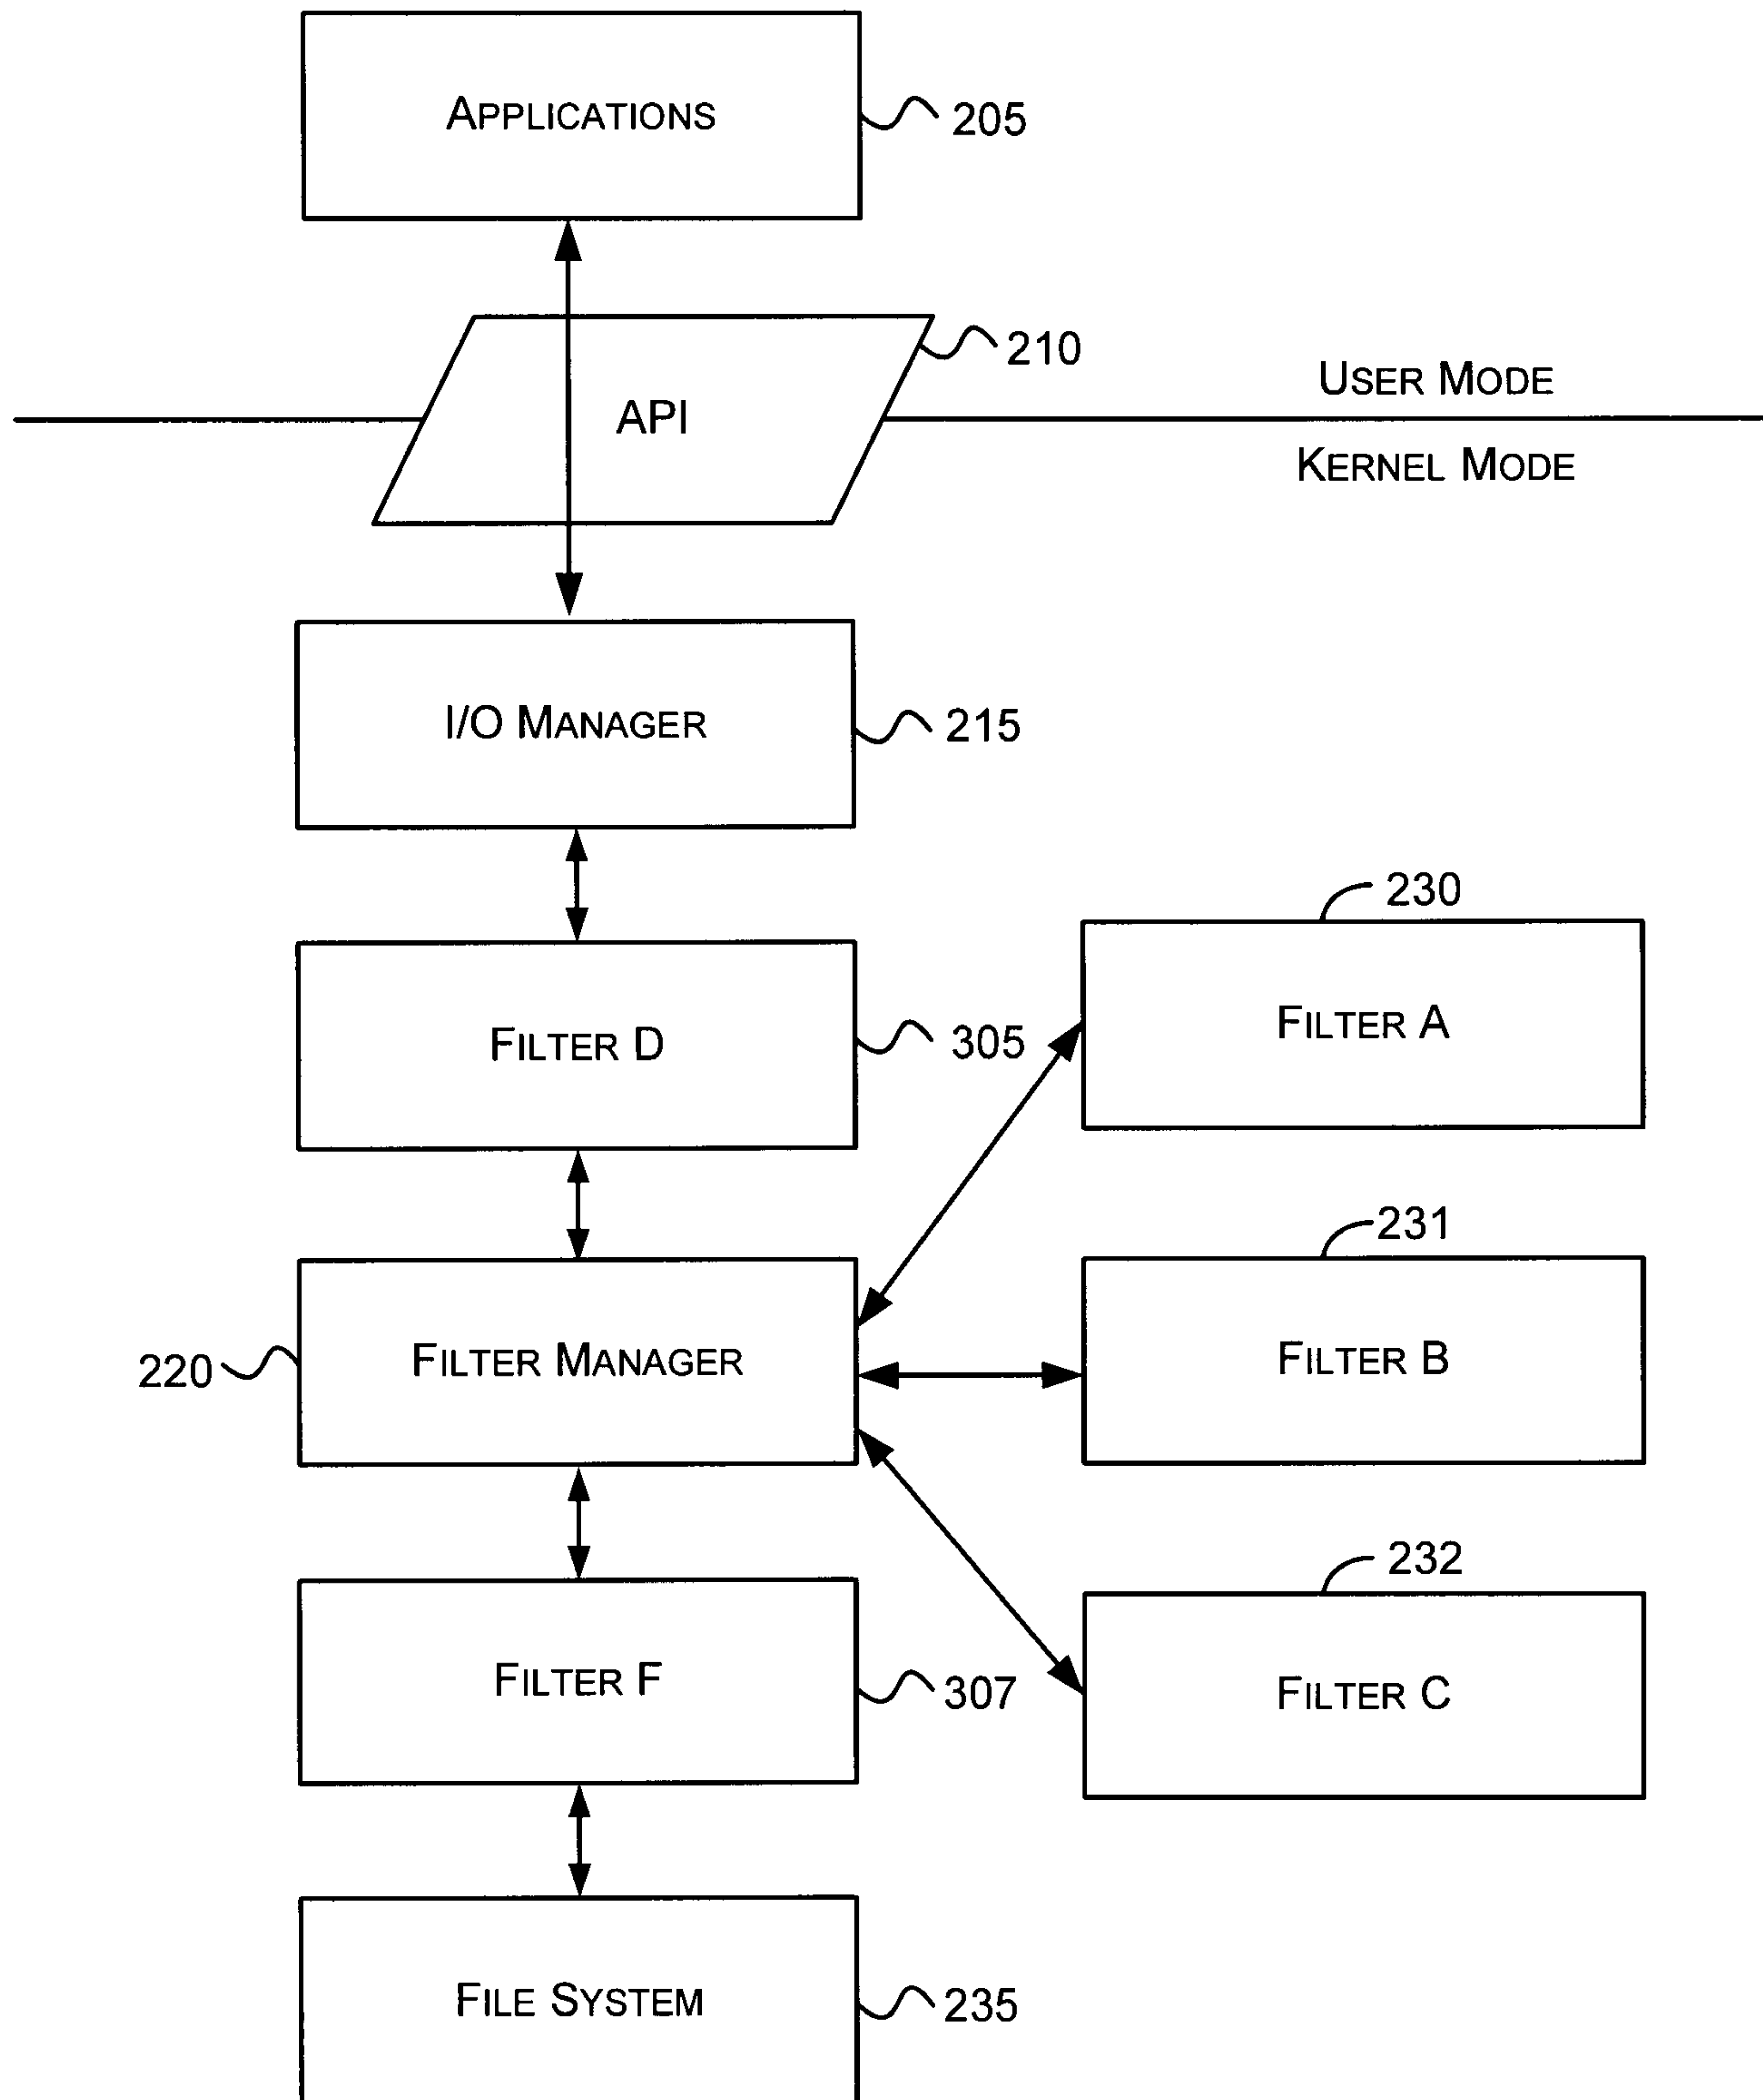 APPLICATIONS
205
210
USER MODE
API
KERNEL MODE
I/O MANAGER
215
230
FILTER A
FILTER D
305
231
FILTER B
FILTER MANAGER
220
232
FILTER C
FILTER F
307
FILE SYSTEM
235